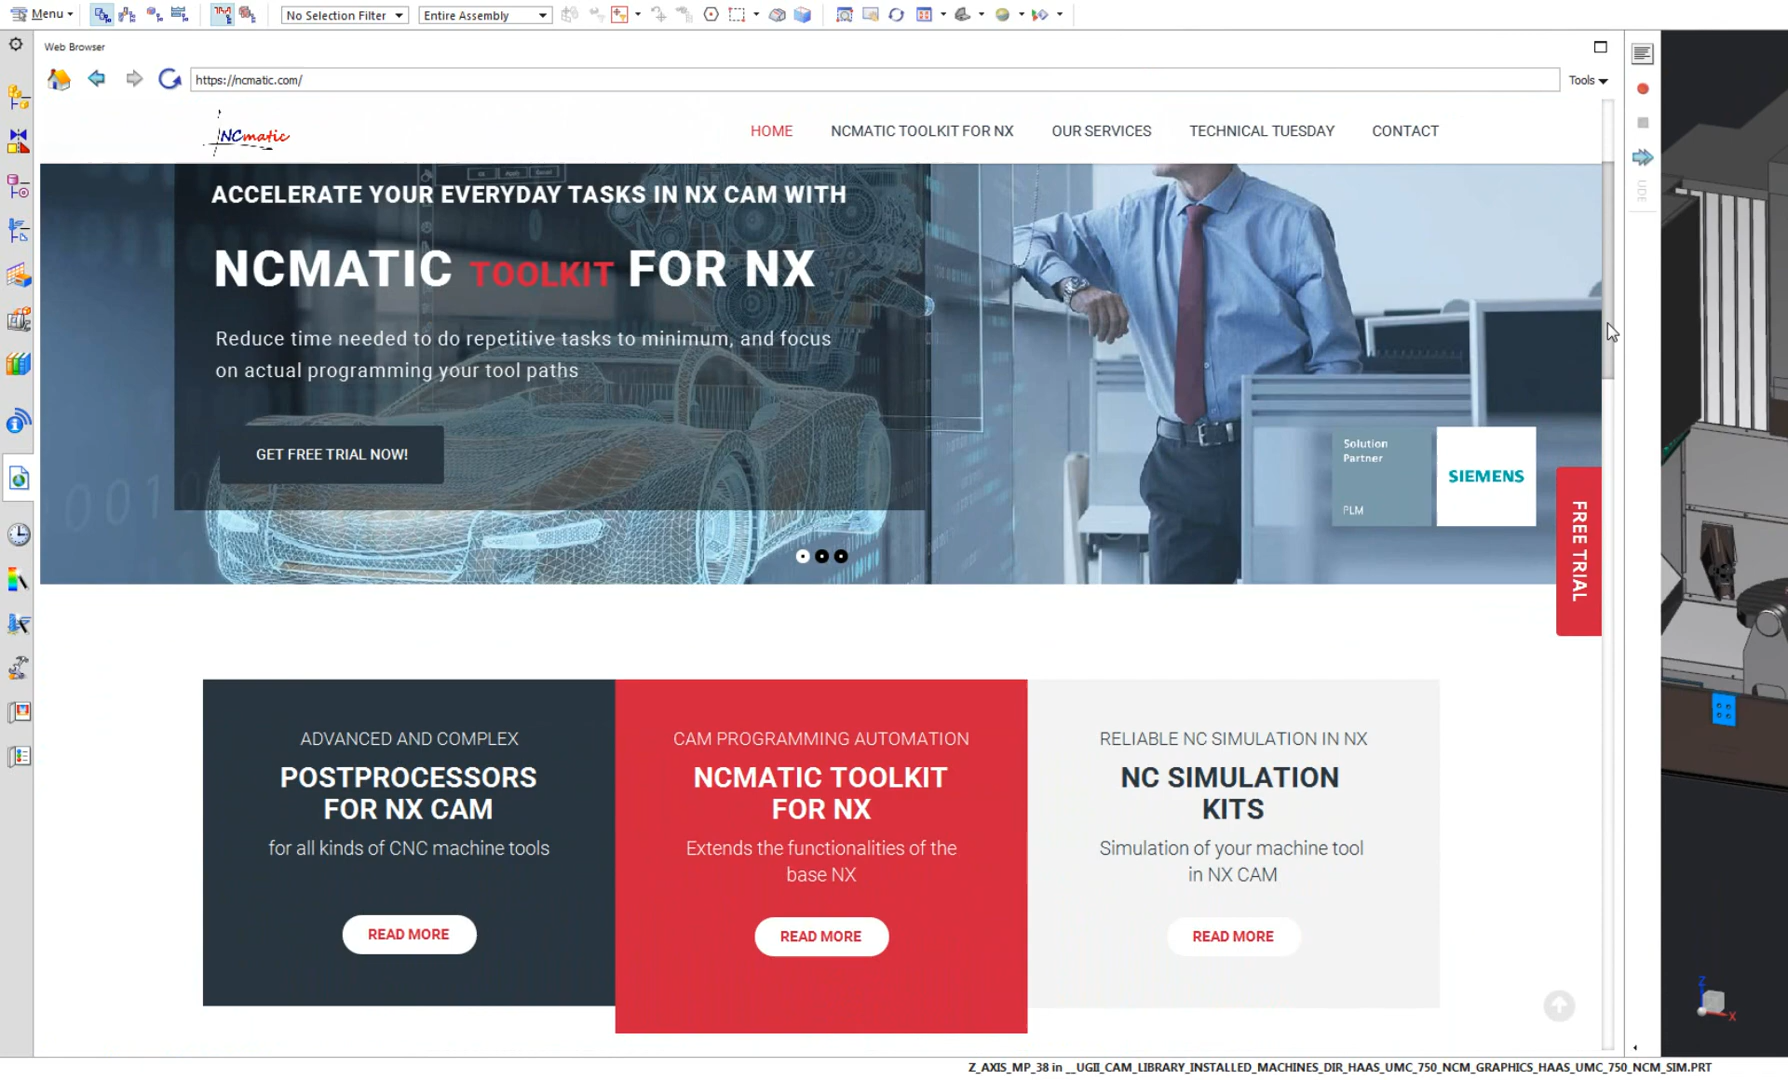 Menu
No Selection Filter
Entire Assembly
Web Browser
https://ncmatic.com/
Tools
NCmatic
HOME
NCMATIC TOOLKIT FOR NX
OUR SERVICES
TECHNICAL TUESDAY
CONTACT
UDE
ACCELERATE YOUR EVERYDAY TASKS IN NX CAM WITH
NCMATIC TOOLKIT FOR NX
Reduce time needed to do repetitive tasks to minimum, and focus
on actual programming your tool paths
GET FREE TRIAL NOW!
Solution
Partner
PLM
SIEMENS
FREE TRIAL
ADVANCED AND COMPLEX
POSTPROCESSORS
FOR NX CAM
for all kinds of CNC machine tools
READ MORE
CAM PROGRAMMING AUTOMATION
NCMATIC TOOLKIT
FOR NX
Extends the functionalities of the
base NX
READ MORE
RELIABLE NC SIMULATION IN NX
NC SIMULATION
KITS
Simulation of your machine tool
in NX CAM
READ MORE
Z
X
Z_AXIS_MP_38 in __UGII_CAM_LIBRARY_INSTALLED_MACHINES_DIR_HAAS_UMC_750_NCM_GRAPHICS_HAAS_UMC_750_NCM_SIM.PRT